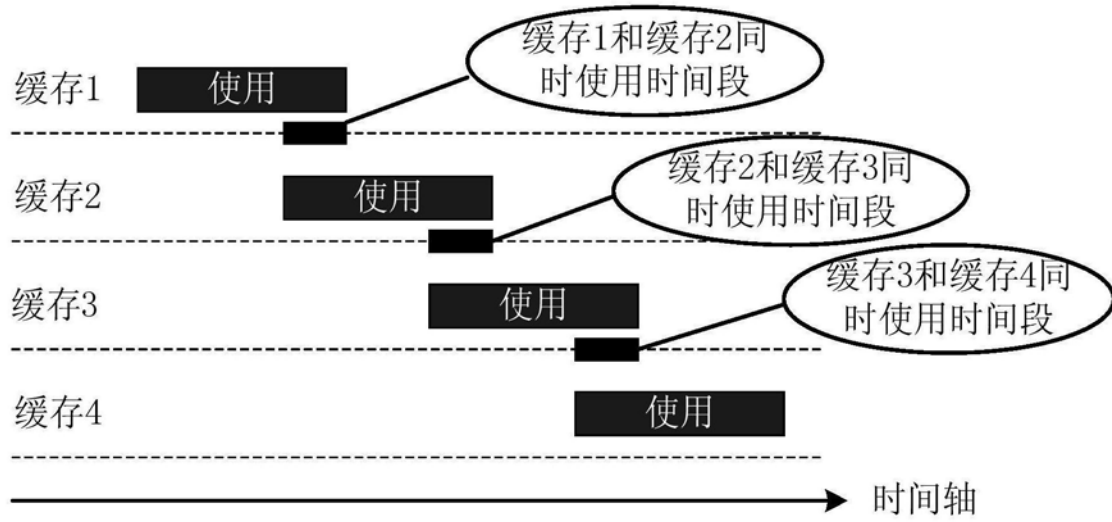 缓存1和缓存2同
时使用时间段
缓存1
使用
缓存2
使用
缓存2和缓存3同
时使用时间段
缓存3
使用
缓存3和缓存4同
时使用时间段
缓存4
使用
时间轴